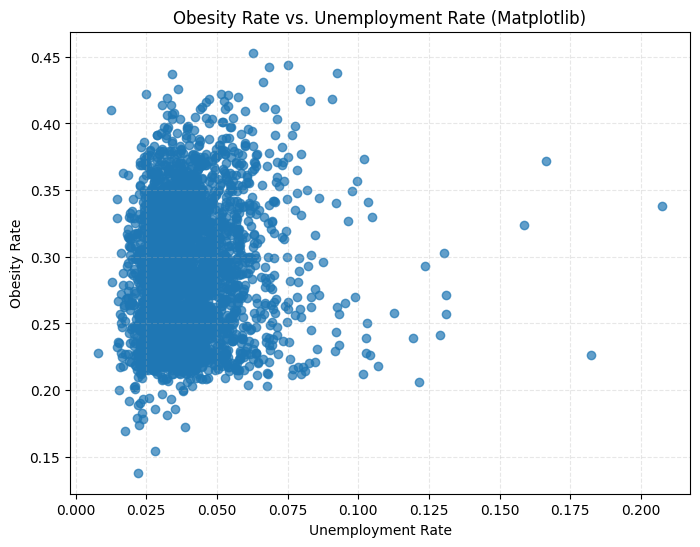 Obesity Rate vs. Unemployment Rate (Matplotlib)
0.45
0.40
0.35
0.30
0.25
0.20
0.15
Obesity Rate
0.000 0.025 0.050 0.075 0.100 0.125 0.150 0.175 0.200
Unemployment Rate